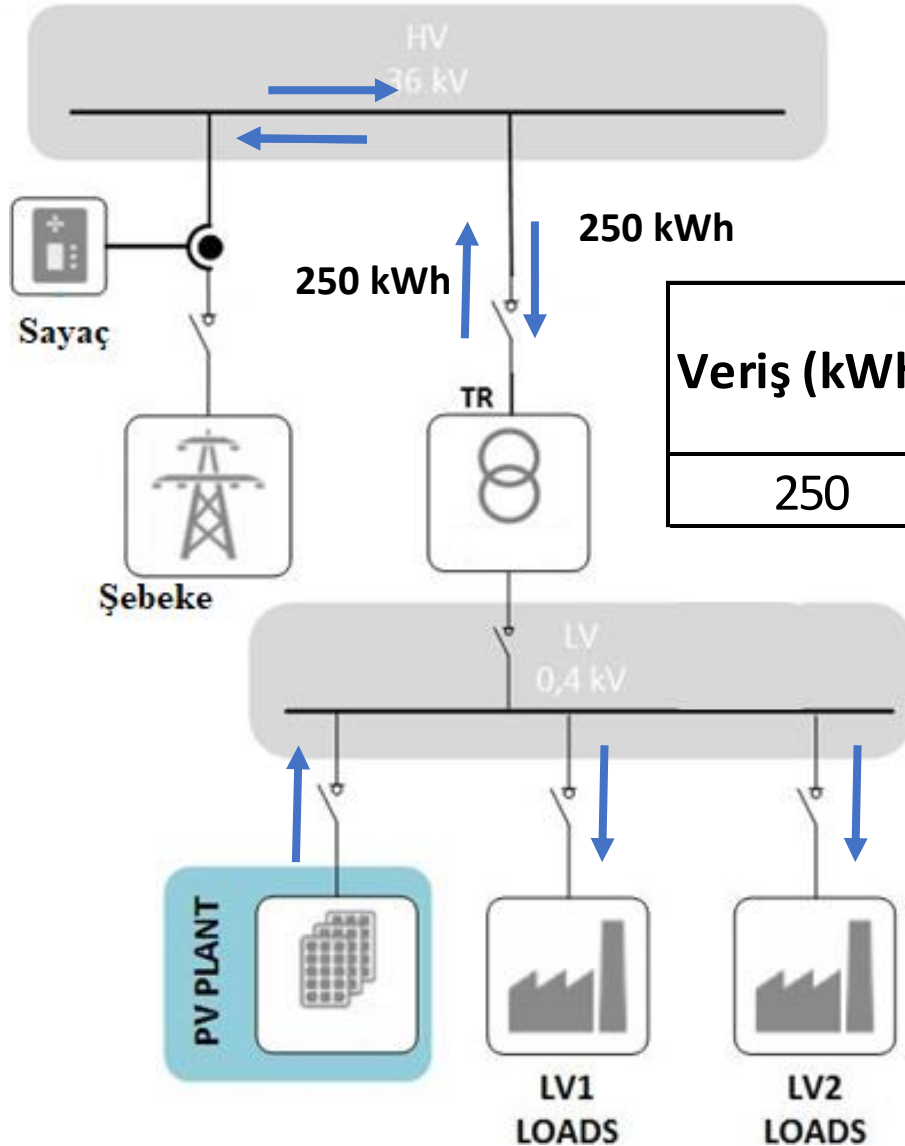 HV
36 kV
250 kWh
250 kWh
Sayaç
Veriş (kWh
250
TR
Şebeke
LV
0,4 kV
PV PLANT
LV1
LOADS
LV2
LOADS